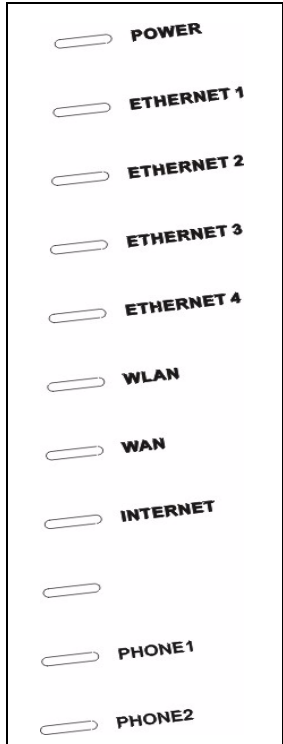 POWER
ETHERNET 1
ETHERNET 2
ETHERNET 3
ETHERNET 4
WLAN
WAN
INTERNET
PHONE1
PHONE2